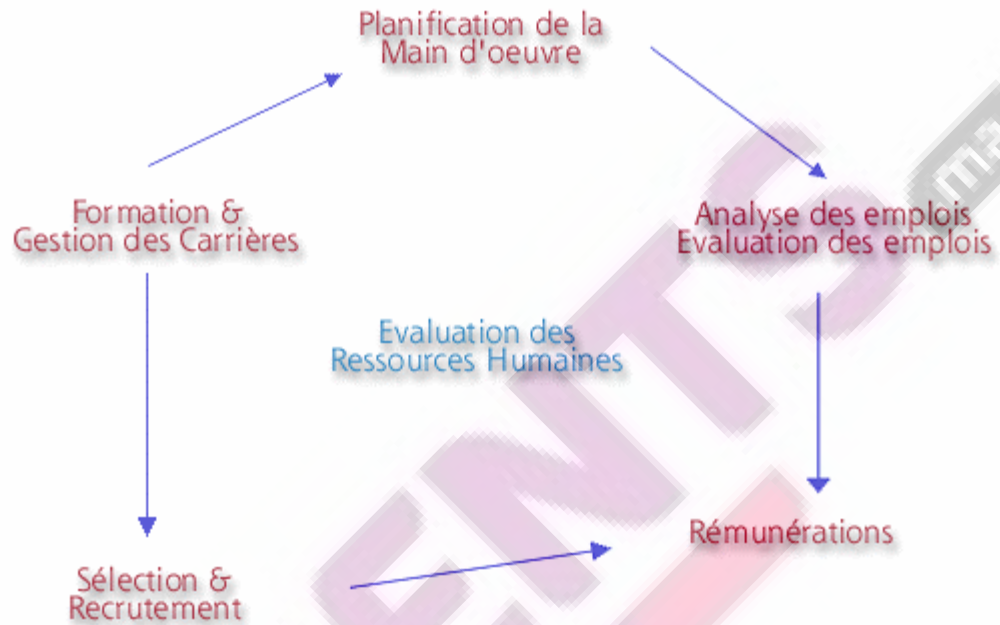 Planification de la
Main d'oeuvre
Formation &
Gestion des Carrières
Analyse des emplois
Evaluation des emplois
Evaluation des
Ressources Humaines
Rémunérations
Sélection &
Recrutement
ENTS